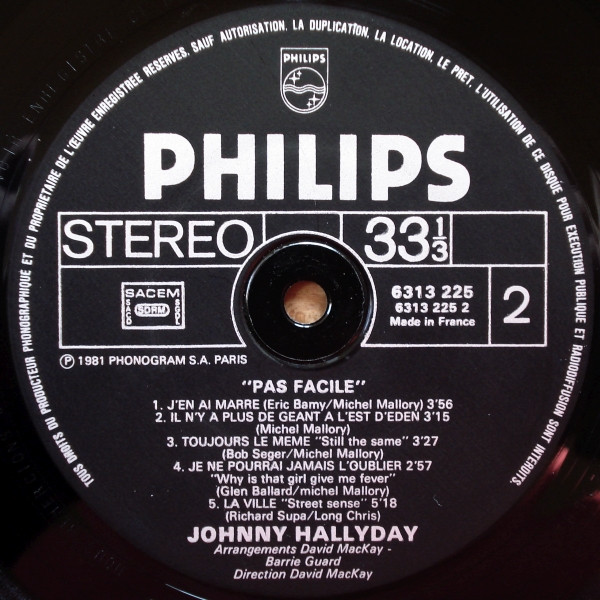 TOUS DROITS DU PRODUCTEUR PHONOGRAPHIQUE ET DU PROPRIETAIRE DE L'ŒUVRE ENREGISTREE RESERVES. SAUF AUTORISATION, LA DUPLICATION, LA LOCATION, LE PRET, L'UTILISATION DE CE DISQUE POUR EXECUTION PUBLIQUE ET RADIODIFFUSION SONT INTERDITS.
PHILIPS
PHILIPS
STEREO 33 1/3
SACEM
SACD SDRM SGDL
6313 225
6313 225 2
Made in France
2
℗ 1981 PHONOGRAM S.A. PARIS
"PAS FACILE"
1. J'EN AI MARRE (Eric Bamy/Michel Mallory) 3'56
2. IL N'Y A PLUS DE GEANT A L'EST D'EDEN 3'15
(Michel Mallory)
3. TOUJOURS LE MEME "Still the same" 3'27
(Bob Seger/Michel Mallory)
4. JE NE POURRAI JAMAIS L'OUBLIER 2'57
"Why is that girl give me fever"
(Glen Ballard/michel Mallory)
5. LA VILLE "Street sense" 5'18
(Richard Supa/Long Chris)
JOHNNY HALLYDAY
Arrangements David MacKay -
Barrie Guard
Direction David MacKay